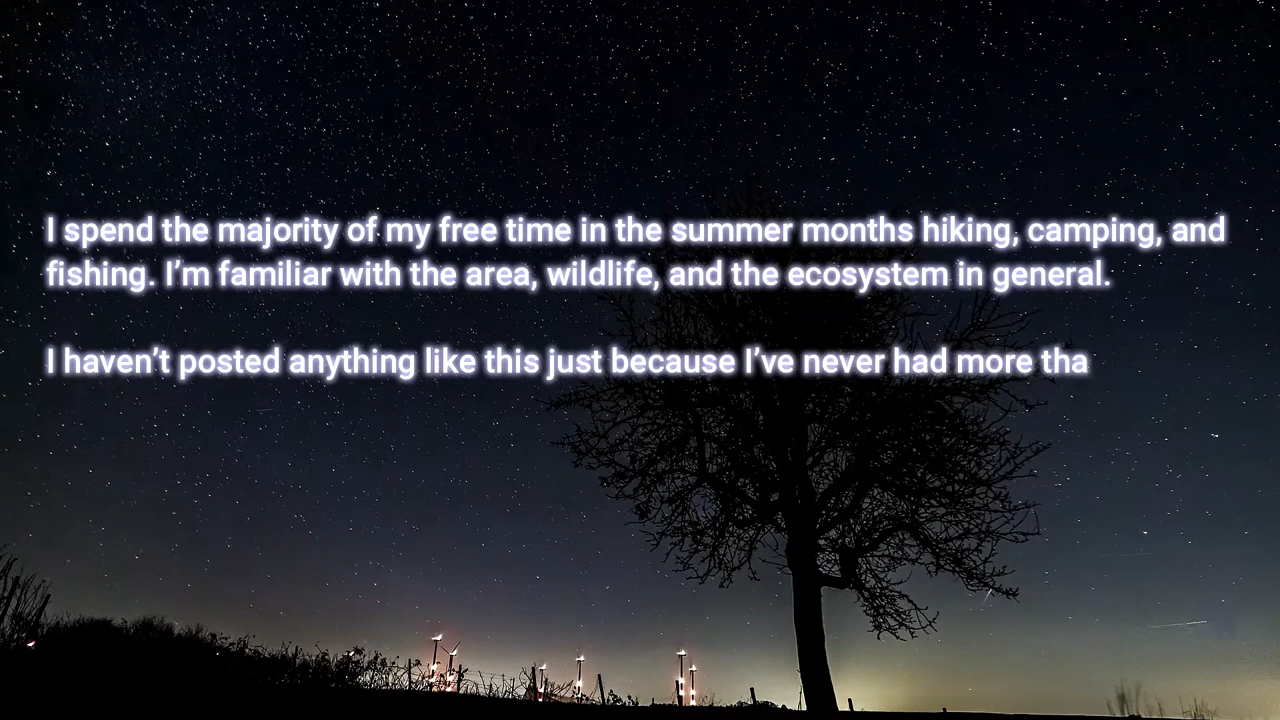 I spend the majority of my free time in the summer months hiking, camping, and
fishing. I’m familiar with the area, wildlife, and the ecosystem in general.
I haven’t posted anything like this just because I’ve never had more tha